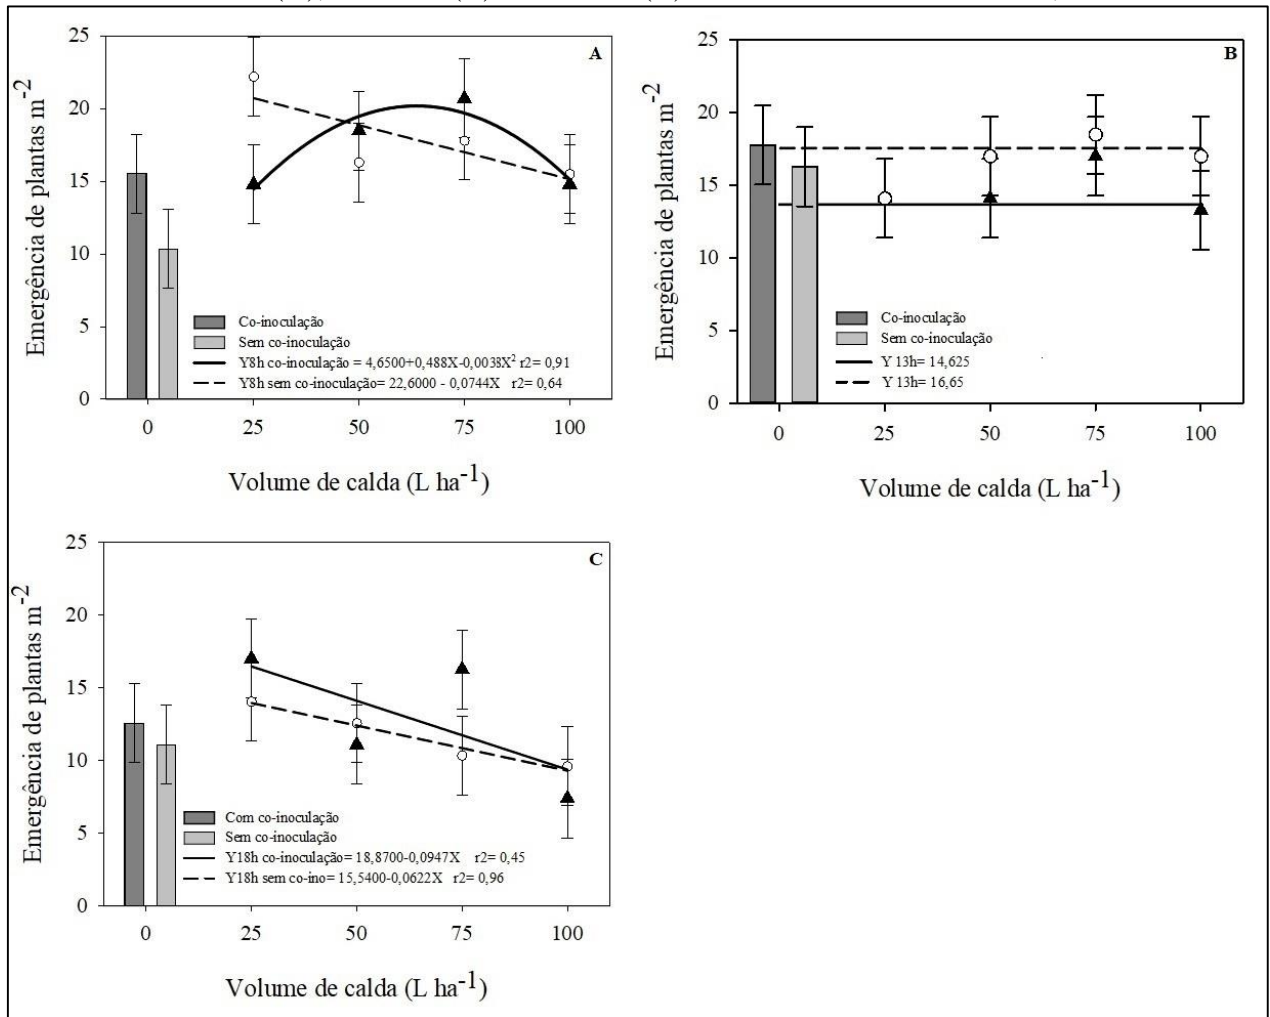 25
20
15
10
5
0
Emergência de plantas m-2
A
Co-inoculação
Sem co-inoculação
Y8h co-inoculação = 4,6500+0,488X-0,0038X2 r2= 0,91
Y8h sem co-inoculação= 22,6000 - 0,0744X r2= 0,64
0 25 50 75 100
Volume de calda (L ha-1)
25
20
15
10
5
0
Emergência de plantas m-2
B
Co-inoculação
Sem co-inoculação
Y 13h= 14,625
Y 13h= 16,65
0 25 50 75 100
Volume de calda (L ha-1)
25
20
15
10
5
0
Emergência de plantas m-2
C
Com co-inoculação
Sem co-inoculação
Y18h co-inoculação= 18,8700-0,0947X r2= 0,45
Y18h sem co-ino= 15,5400-0,0622X r2= 0,96
0 25 50 75 100
Volume de calda (L ha-1)